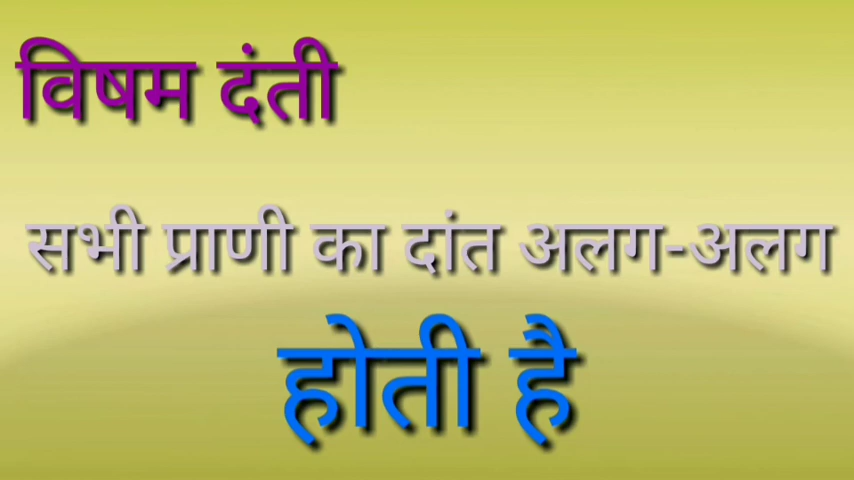 विषम दंती
सभी प्राणी का दांत अलग-अलग
होती है